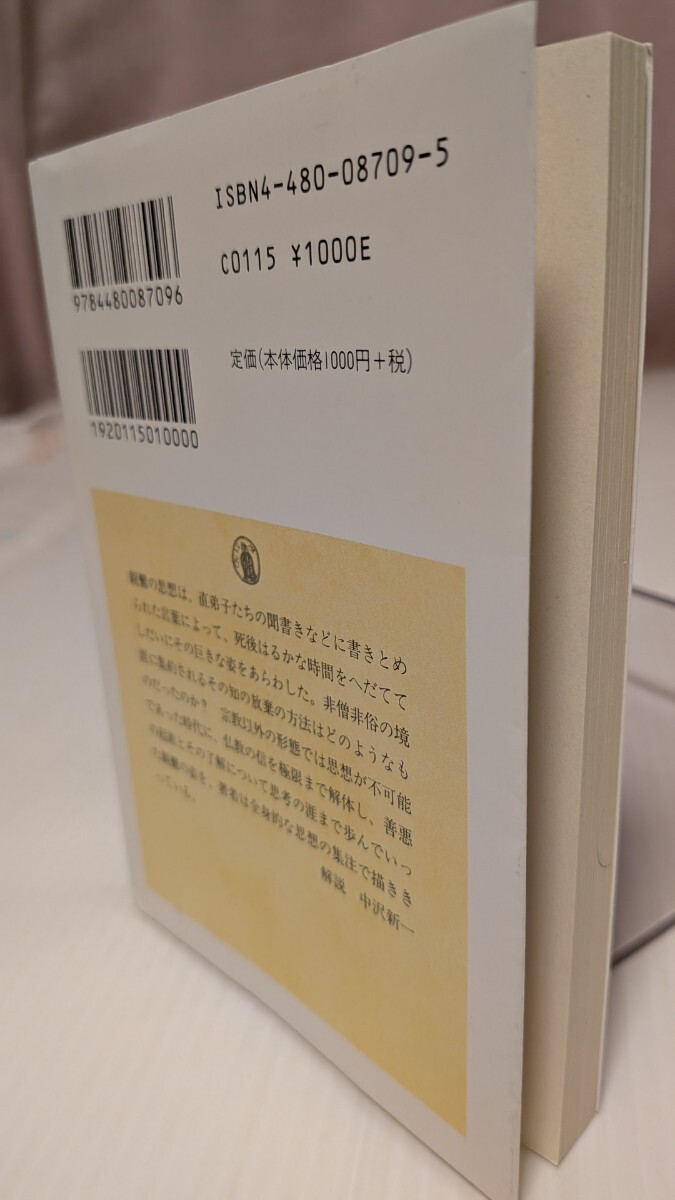 ISBN4-480-08709-5
9784480087096
C0115 ¥1000E
1920115010000
定価(本体価格1000円+税)
親鸞の思想は、直弟子たちの聞書きなどに書きとめ
られた言葉によって、死後はるかな時間をへだてて
しだいにその巨きな姿をあらわした。非僧非俗の境
涯に集約されるその知の放棄の方法はどのようなも
のだったのか? 宗教以外の形態では思想が不可能
であった時代に、仏教の信を極限まで解体し、善悪
の起源とその了解について思考の涯まで歩んでいっ
た親鸞の姿を、著者は全身的な思想の集注で描きき
っている。
解説 中沢新一